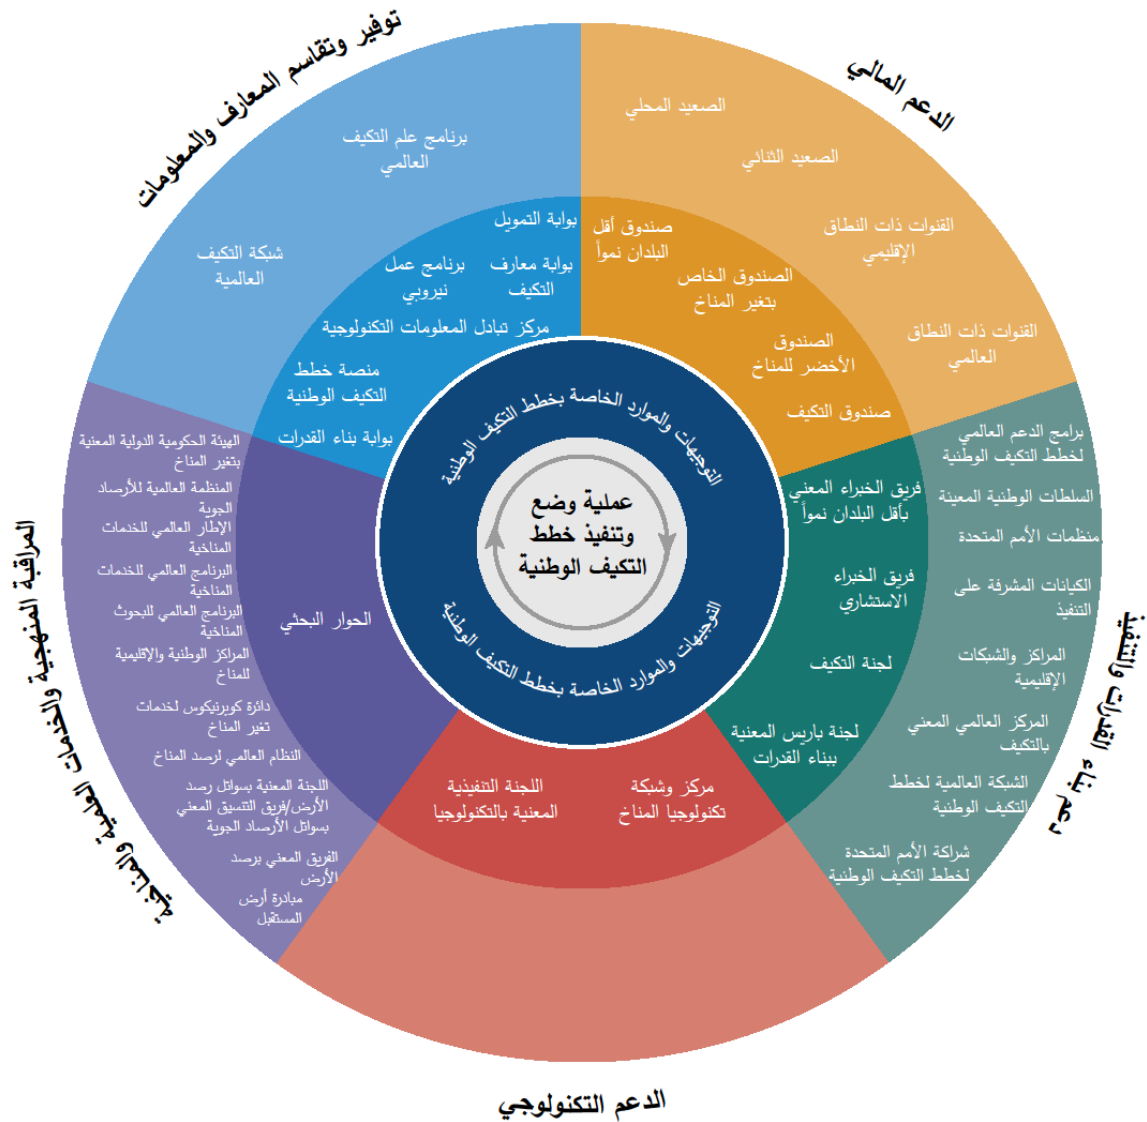 توفير وتقاسم المعارف والمعلومات
برنامج علم التكيف
العالمي
شبكة التكيف
العالمية
بوابة التمويل
بوابة معارف
التكيف
برنامج عمل
نيروبي
مركز تبادل المعلومات التكنولوجية
منصة خطط
التكيف الوطنية
بوابة بناء القدرات
الدعم المالي
الصعيد المحلي
الصعيد الثنائي
القنوات ذات النطاق
الإقليمي
القنوات ذات النطاق
العالمي
صندوق أقل
البلدان نمواً
الصندوق الخاص
بتغير المناخ
الصندوق
الأخضر للمناخ
صندوق التكيف
دعم بناء القدرات والتنفيذ
برامج الدعم العالمي
لخطط التكيف الوطنية
السلطات الوطنية المعينة
منظمات الأمم المتحدة
الكيانات المشرفة على
التنفيذ
المراكز والشبكات
الإقليمية
المركز العالمي المعني
بالتكيف
الشبكة العالمية لخطط
التكيف الوطنية
شراكة الأمم المتحدة
لخطط التكيف الوطنية
فريق الخبراء المعني
بأقل البلدان نمواً
فريق الخبراء
الاستشاري
لجنة التكيف
لجنة باريس المعنية
ببناء القدرات
الدعم التكنولوجي
مركز وشبكة
تكنولوجيا المناخ
اللجنة التنفيذية
المعنية بالتكنولوجيا
المراقبة المنهجية والخدمات العلمية والمناخية
الهيئة الحكومية الدولية المعنية
بتغير المناخ
المنظمة العالمية للأرصاد
الجوية
الإطار العالمي للخدمات
المناخية
البرنامج العالمي للخدمات
المناخية
البرنامج العالمي للبحوث
المناخية
المراكز الوطنية والإقليمية
للمناخ
دائرة كوبرنيكوس لخدمات
تغير المناخ
النظام العالمي لرصد المناخ
اللجنة المعنية بسواتل رصد
الأرض/فريق التنسيق المعني
بسواتل الأرصاد الجوية
الفريق المعني برصد
الأرض
مبادرة أرض
المستقبل
الحوار البحثي
التوجيهات والموارد الخاصة بخطط التكيف الوطنية
عملية وضع
وتنفيذ خطط
التكيف الوطنية
التوجيهات والموارد الخاصة بخطط التكيف الوطنية